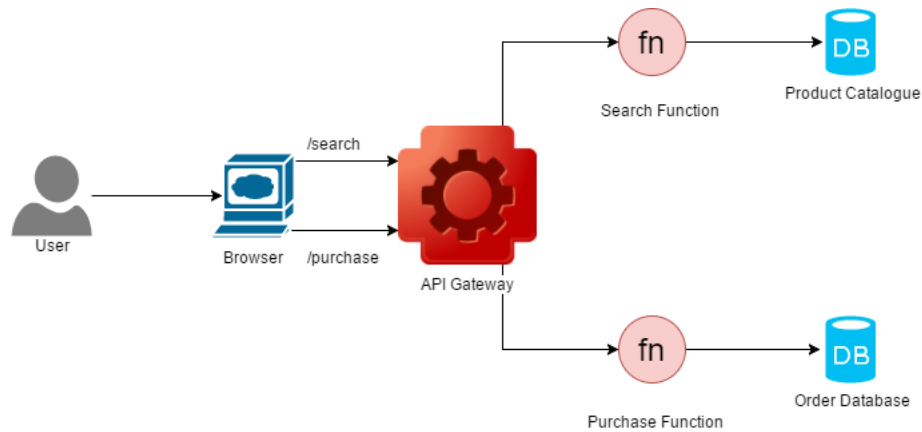 fn
DB
Search Function
Product Catalogue
/search
User
Browser
/purchase
API Gateway
fn
DB
Purchase Function
Order Database